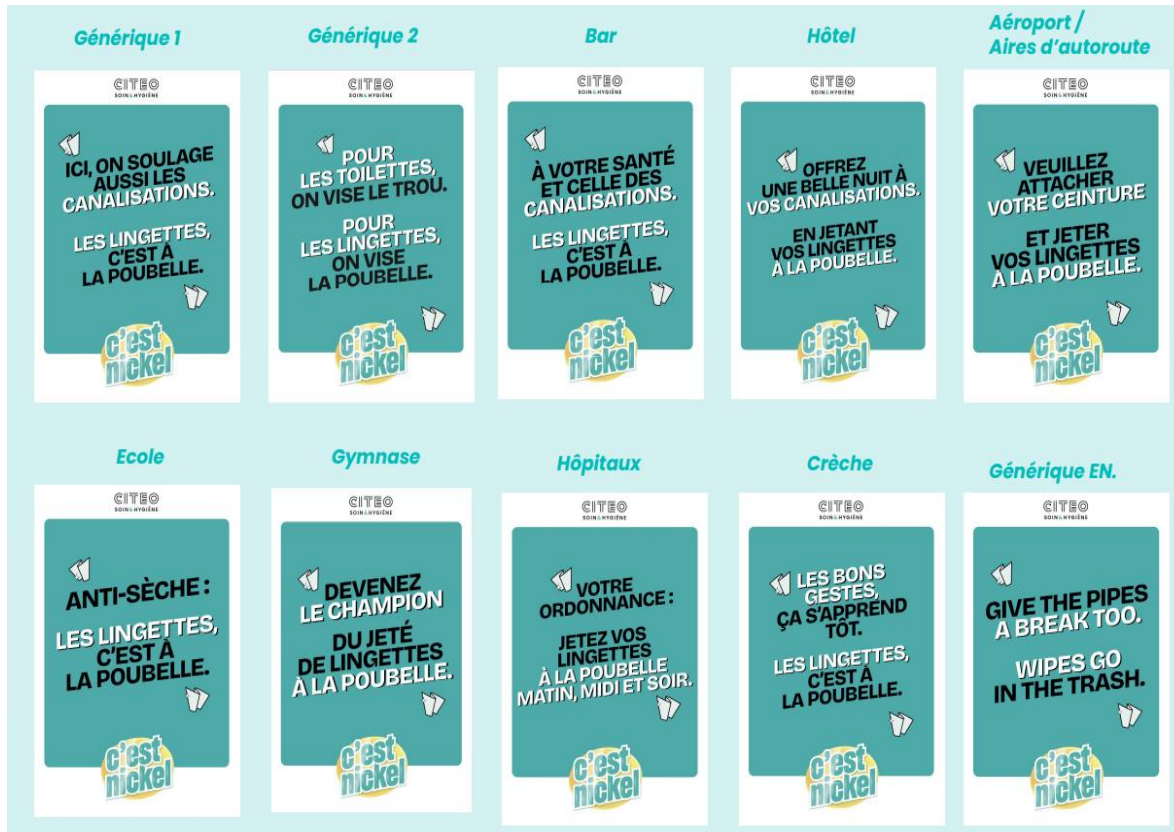 Générique 1
CITEO
SOIN & HYGIÈNE
ICI, ON SOULAGE
AUSSI LES
CANALISATIONS.
LES LINGETTES,
C'EST À
LA POUBELLE.
c'est
nickel
Générique 2
CITEO
SOIN & HYGIÈNE
POUR
LES TOILETTES,
ON VISE LE TROU.
POUR
LES LINGETTES,
ON VISE
LA POUBELLE.
c'est
nickel
Bar
CITEO
SOIN & HYGIÈNE
À VOTRE SANTÉ
ET CELLE DES
CANALISATIONS.
LES LINGETTES,
C'EST À
LA POUBELLE.
c'est
nickel
Hôtel
CITEO
SOIN & HYGIÈNE
OFFREZ
UNE BELLE NUIT À
VOS CANALISATIONS.
EN JETANT
VOS LINGETTES
À LA POUBELLE.
c'est
nickel
Aéroport /
Aires d'autoroute
CITEO
SOIN & HYGIÈNE
VEUILLEZ
ATTACHER
VOTRE CEINTURE
ET JETER
VOS LINGETTES
À LA POUBELLE.
c'est
nickel
Ecole
CITEO
SOIN & HYGIÈNE
ANTI-SÈCHE :
LES LINGETTES,
C'EST À
LA POUBELLE.
c'est
nickel
Gymnase
CITEO
SOIN & HYGIÈNE
DEVENEZ
LE CHAMPION
DU JETÉ
DE LINGETTES
À LA POUBELLE.
c'est
nickel
Hôpitaux
CITEO
SOIN & HYGIÈNE
VOTRE
ORDONNANCE :
JETEZ VOS
LINGETTES
À LA POUBELLE
MATIN, MIDI ET SOIR.
c'est
nickel
Crèche
CITEO
SOIN & HYGIÈNE
LES BONS
GESTES,
ÇA S'APPREND
TÔT.
LES LINGETTES,
C'EST À
LA POUBELLE.
c'est
nickel
Générique EN.
CITEO
SOIN & HYGIÈNE
GIVE THE PIPES
A BREAK TOO.
WIPES GO
IN THE TRASH.
c'est
nickel